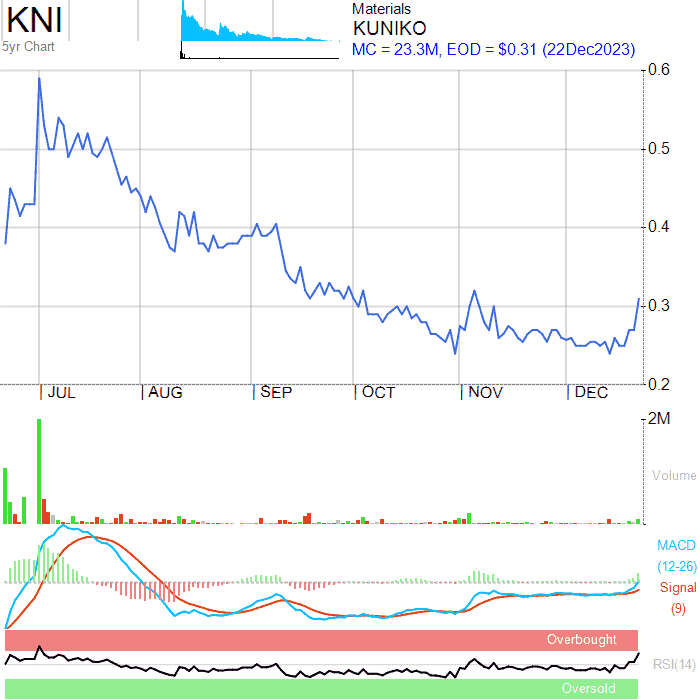 KNI
5yr Chart
Materials
KUNIKO
MC = 23.3M, EOD = $0.31 (22Dec2023)
0.6
0.5
0.4
0.3
0.2
JUL AUG SEP OCT NOV DEC
2M
Volume
MACD
(12-26)
Signal
(9)
Overbought
RSI(14)
Oversold